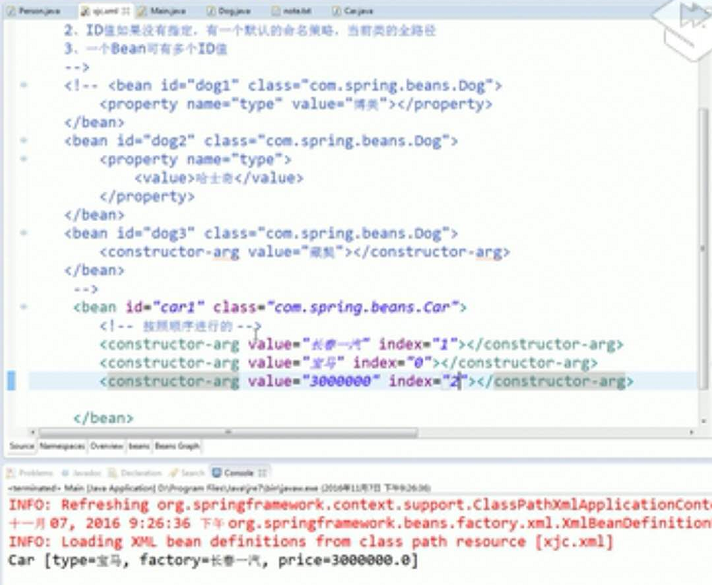 Person.java xjc.xml Main.java Dog.java note.txt Car.java
2. ID值如果没有指定，有一个默认的命名策略，当前类的全路径
3. 一个Bean可有多个ID值
-->
<!-- <bean id="dog1" class="com.spring.beans.Dog">
<property name="type" value="博美"></property>
</bean>
<bean id="dog2" class="com.spring.beans.Dog">
<property name="type">
<value>哈士奇</value>
</property>
</bean>
<bean id="dog3" class="com.spring.beans.Dog">
<constructor-arg value="藏獒"></constructor-arg>
</bean>
-->
<bean id="car1" class="com.spring.beans.Car">
<!-- 按照顺序进行的 -->
<constructor-arg value="长春一汽" index="1"></constructor-arg>
<constructor-arg value="宝马" index="0"></constructor-arg>
<constructor-arg value="3000000" index="2"></constructor-arg>
</bean>
Source Namespaces Overview beans Beans Graph
Problems Javadoc Declaration Search Console
<terminated> Main [Java Application] D:\Program Files\Java\jre7\bin\javaw.exe (2016年11月7日 下午9:26:36)
INFO: Refreshing org.springframework.context.support.ClassPathXmlApplicationConte
十一月 07, 2016 9:26:36 下午 org.springframework.beans.factory.xml.XmlBeanDefinition
INFO: Loading XML bean definitions from class path resource [xjc.xml]
Car [type=宝马, factory=长春一汽, price=3000000.0]